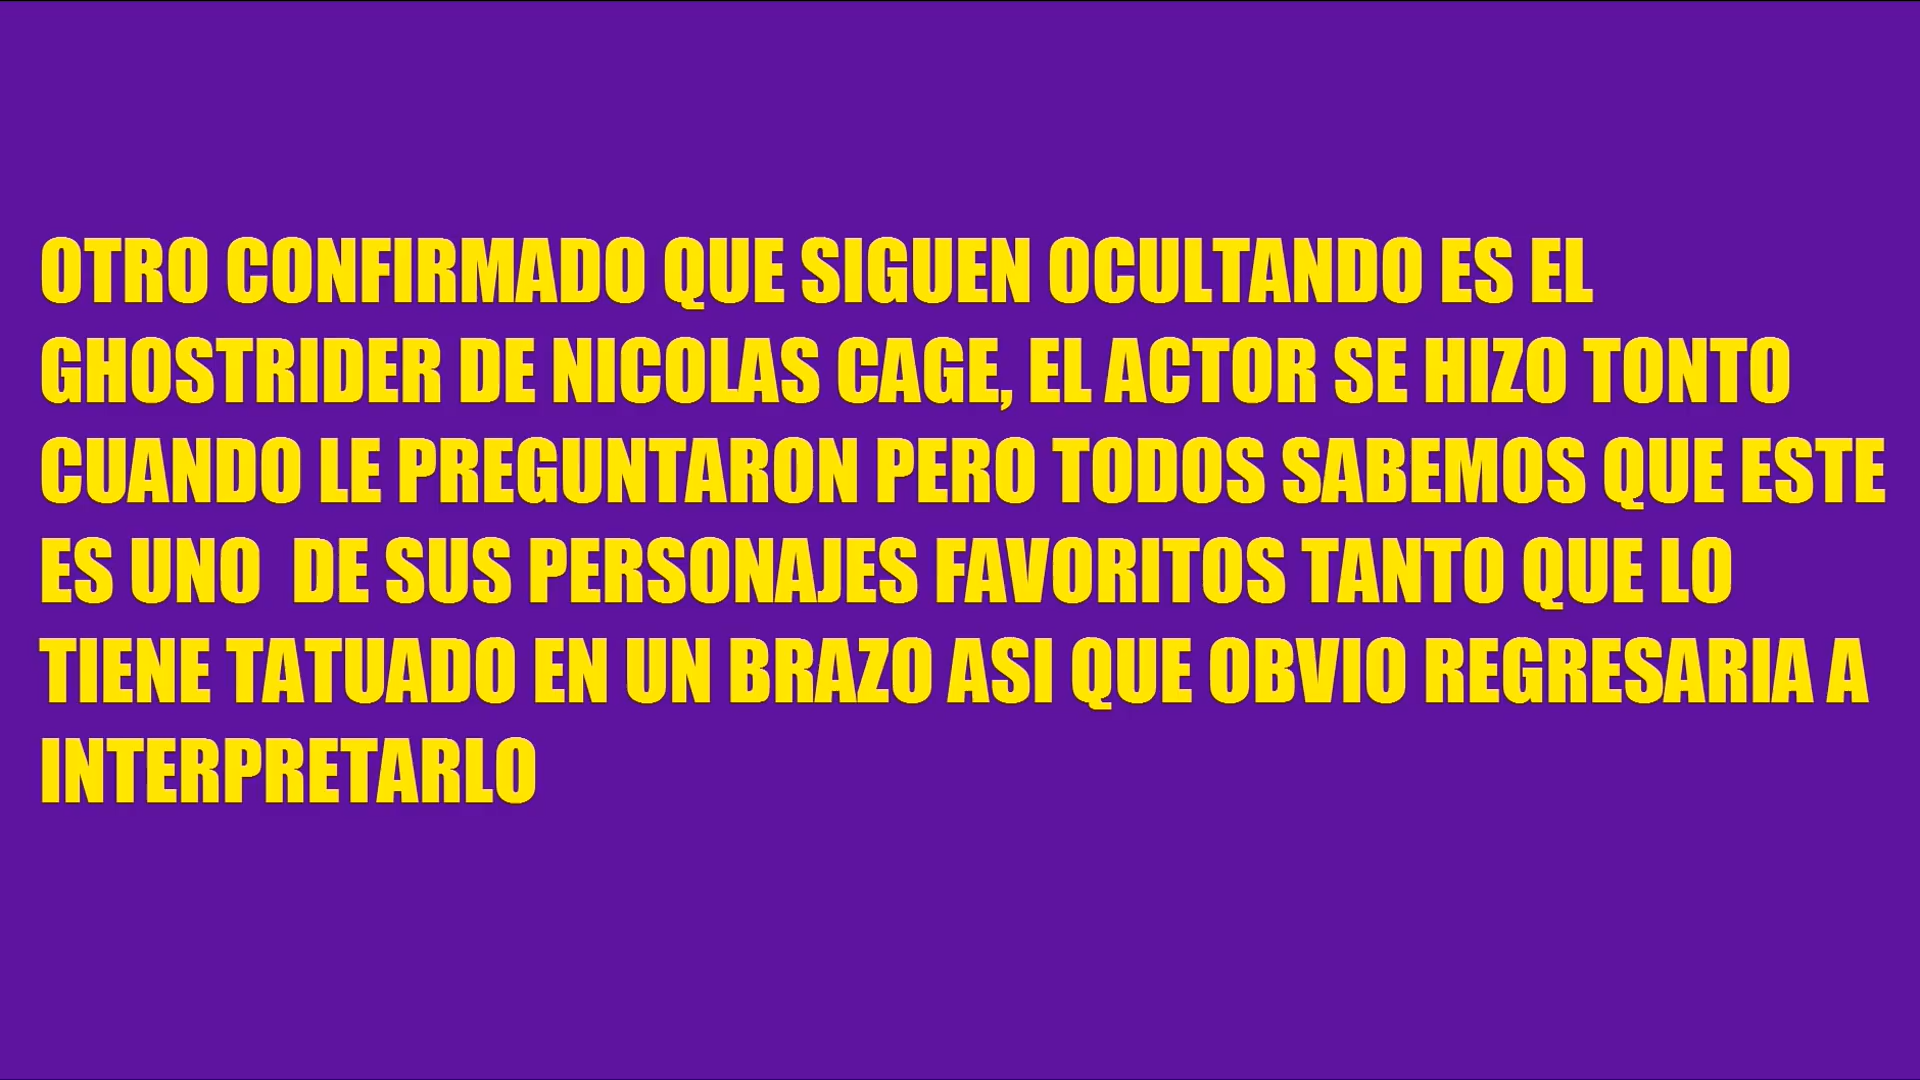 OTRO CONFIRMADO QUE SIGUEN OCULTANDO ES EL
GHOSTRIDER DE NICOLAS CAGE, EL ACTOR SE HIZO TONTO
CUANDO LE PREGUNTARON PERO TODOS SABEMOS QUE ESTE
ES UNO  DE SUS PERSONAJES FAVORITOS TANTO QUE LO
TIENE TATUADO EN UN BRAZO ASI QUE OBVIO REGRESARIA A
INTERPRETARLO